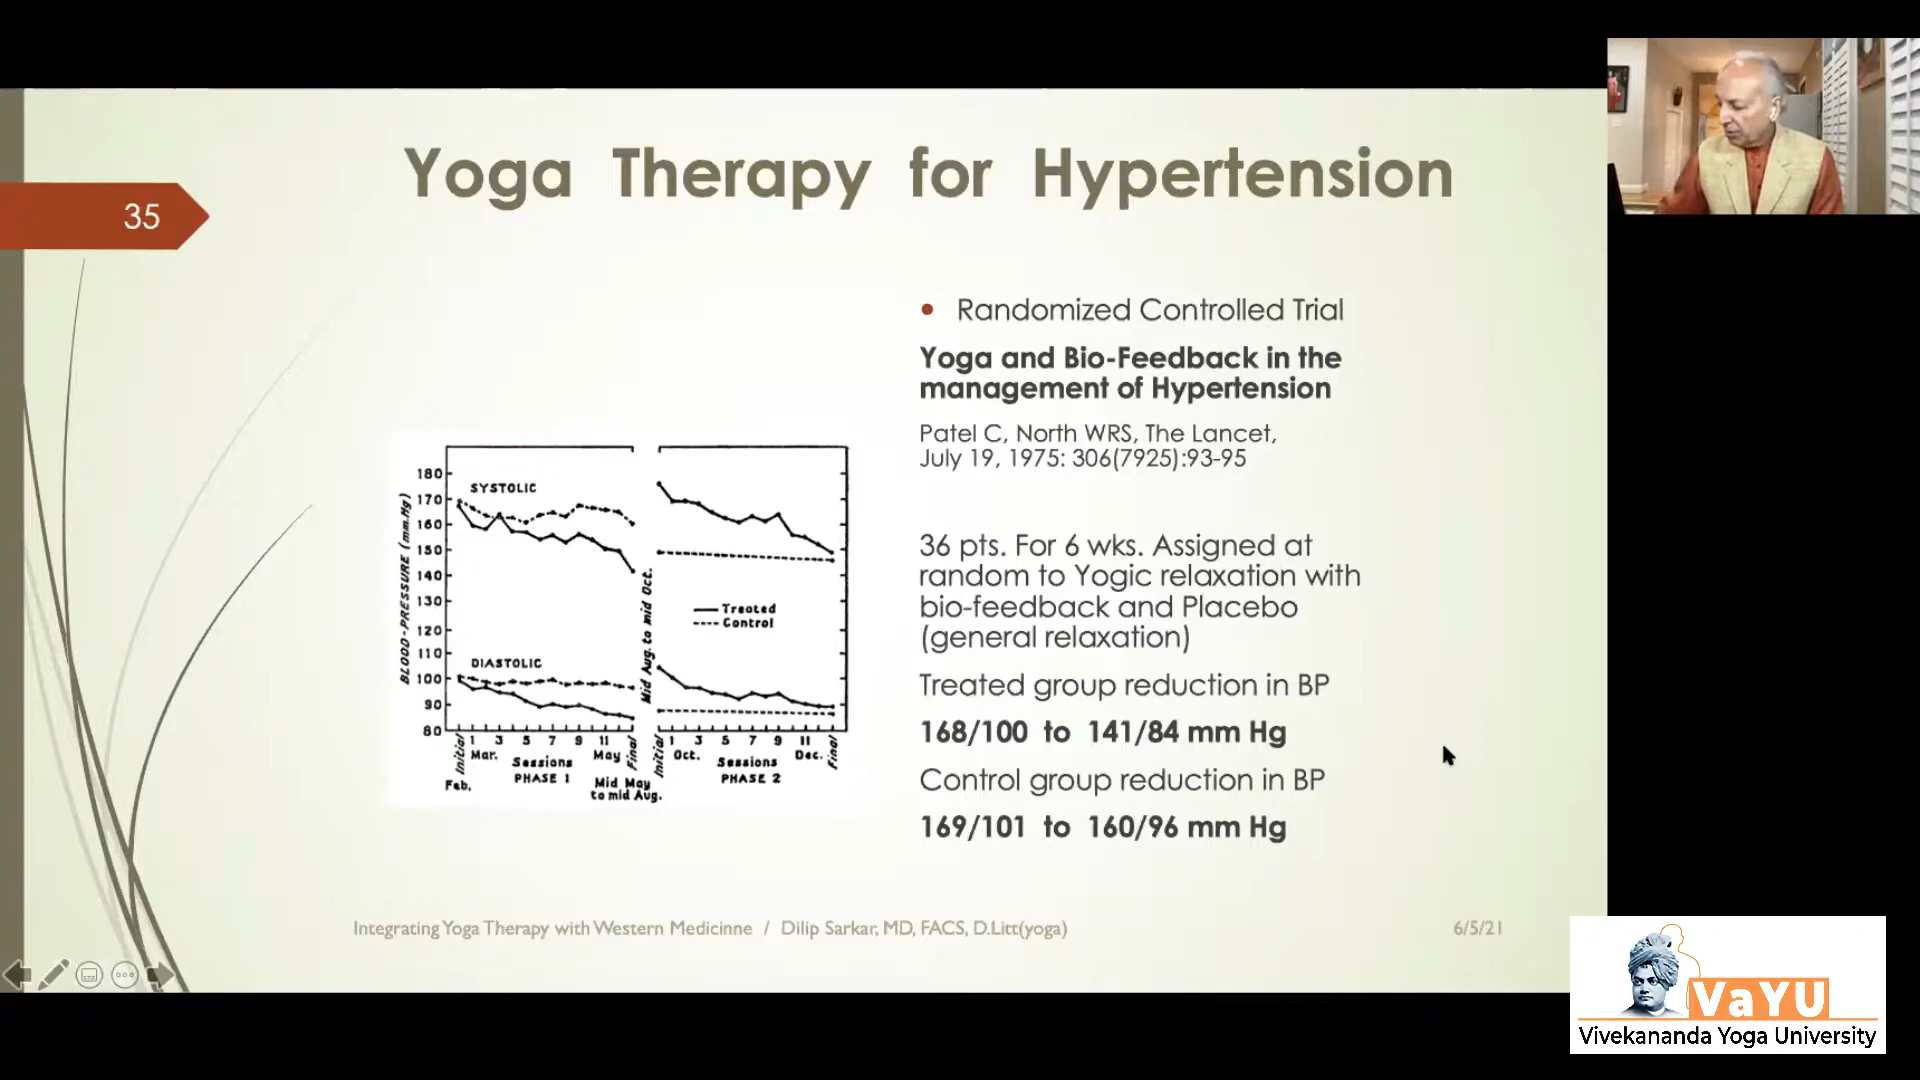 Yoga Therapy for Hypertension
35
• Randomized Controlled Trial
Yoga and Bio-Feedback in the
management of Hypertension
Patel C, North WRS, The Lancet,
July 19, 1975: 306(7925):93-95
36 pts. For 6 wks. Assigned at
random to Yogic relaxation with
bio-feedback and Placebo
(general relaxation)
Treated group reduction in BP
168/100 to 141/84 mm Hg
Control group reduction in BP
169/101 to 160/96 mm Hg
BLOOD-PRESSURE (mm.Hg)
180
170
160
150
140
130
120
110
100
90
80
SYSTOLIC
DIASTOLIC
Treated
Control
Mid Aug. to mid Oct.
Initial 1 3 5 7 9 11 Final
Feb. Mar. May
Sessions
PHASE 1
Mid May
to mid Aug.
Initial 1 3 5 7 9 11 Final
Oct. Dec.
Sessions
PHASE 2
Integrating Yoga Therapy with Western Medicinne / Dilip Sarkar, MD, FACS, D.Litt(yoga)
6/5/21
VaYU
Vivekananda Yoga University